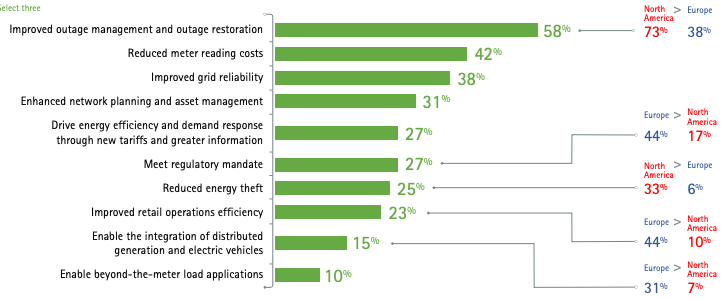 Select three
North America > Europe
Improved outage management and outage restoration 58% 73% 38%
Reduced meter reading costs 42%
Improved grid reliability 38%
Enhanced network planning and asset management 31%
Europe > North America
Drive energy efficiency and demand response
through new tariffs and greater information 27% 44% 17%
Meet regulatory mandate 27%
North America > Europe
Reduced energy theft 25% 33% 6%
Improved retail operations efficiency 23%
Europe > North America
44% 10%
Enable the integration of distributed
generation and electric vehicles 15%
Europe > North America
Enable beyond-the-meter load applications 10%
31% 7%